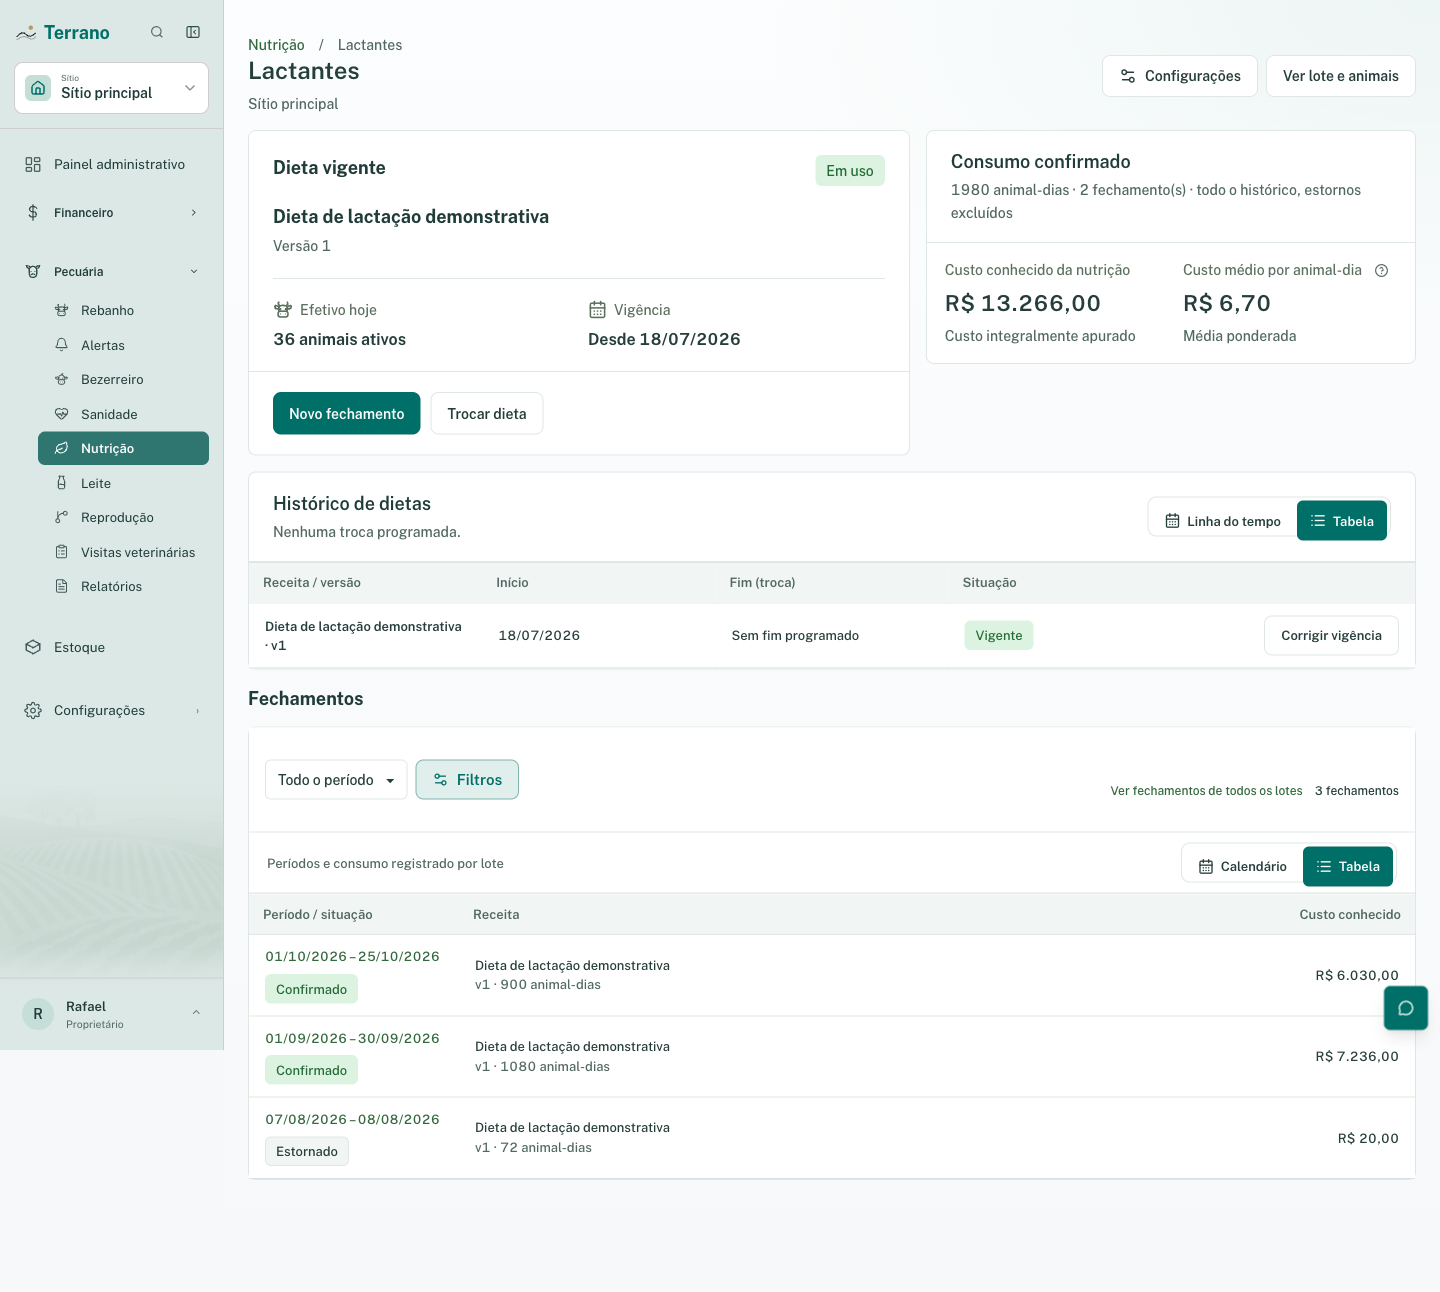 Terrano
Sítio
Sítio principal
Painel administrativo
Financeiro
Pecuária
Rebanho
Alertas
Bezerreiro
Sanidade
Nutrição
Leite
Reprodução
Visitas veterinárias
Relatórios
Estoque
Configurações
R
Rafael
Proprietário
Nutrição / Lactantes
Lactantes
Sítio principal
Configurações
Ver lote e animais
Dieta vigente
Em uso
Dieta de lactação demonstrativa
Versão 1
Efetivo hoje
36 animais ativos
Vigência
Desde 18/07/2026
Novo fechamento
Trocar dieta
Consumo confirmado
1980 animal-dias · 2 fechamento(s) · todo o histórico, estornos
excluídos
Custo conhecido da nutrição
R$ 13.266,00
Custo integralmente apurado
Custo médio por animal-dia
R$ 6,70
Média ponderada
Histórico de dietas
Nenhuma troca programada.
Linha do tempo
Tabela
Receita / versão Início Fim (troca) Situação
Dieta de lactação demonstrativa
· v1
18/07/2026
Sem fim programado
Vigente
Corrigir vigência
Fechamentos
Todo o período
Filtros
Ver fechamentos de todos os lotes
3 fechamentos
Períodos e consumo registrado por lote
Calendário
Tabela
Período / situação Receita Custo conhecido
01/10/2026–25/10/2026
Confirmado
Dieta de lactação demonstrativa
v1 · 900 animal-dias
R$ 6.030,00
01/09/2026–30/09/2026
Confirmado
Dieta de lactação demonstrativa
v1 · 1080 animal-dias
R$ 7.236,00
07/08/2026–08/08/2026
Estornado
Dieta de lactação demonstrativa
v1 · 72 animal-dias
R$ 20,00